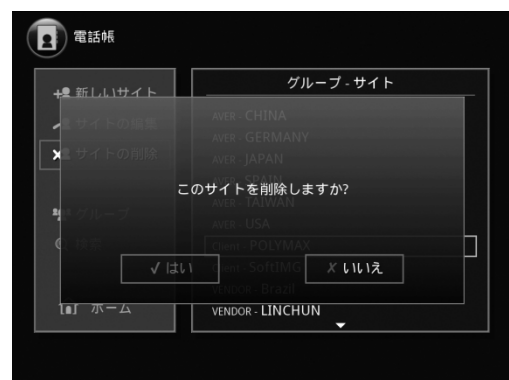 電話帳
新しいサイト
サイトの編集
サイトの削除
グループ
検索
ホーム
グループ - サイト
AVER - CHINA
AVER - GERMANY
AVER - JAPAN
AVER - SPAIN
AVER - TAIWAN
AVER - USA
Client - POLYMAX
Client - SoftIMG
VENDOR - Brazil
VENDOR - LINCHUN
このサイトを削除しますか?
はい
いいえ